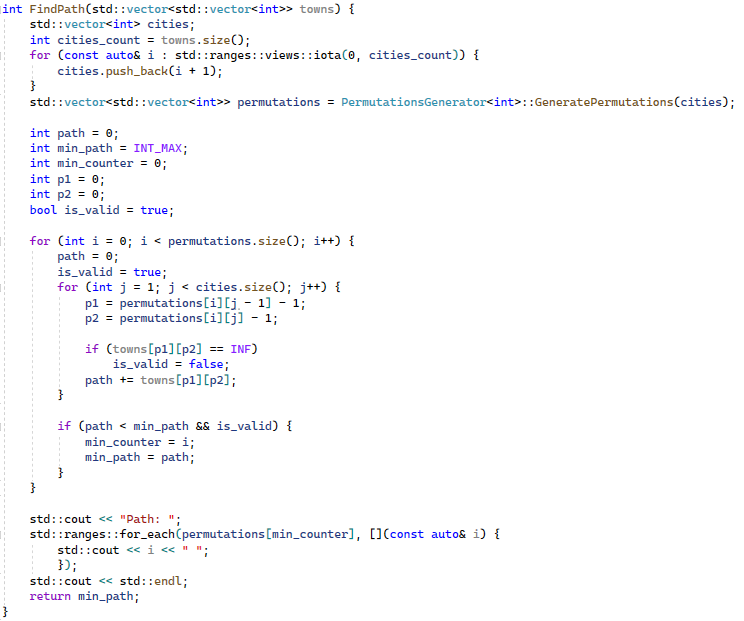 int FindPath(std::vector<std::vector<int>> towns) {
    std::vector<int> cities;
    int cities_count = towns.size();
    for (const auto& i : std::ranges::views::iota(0, cities_count)) {
        cities.push_back(i + 1);
    }
    std::vector<std::vector<int>> permutations = PermutationsGenerator<int>::GeneratePermutations(cities);

    int path = 0;
    int min_path = INT_MAX;
    int min_counter = 0;
    int p1 = 0;
    int p2 = 0;
    bool is_valid = true;

    for (int i = 0; i < permutations.size(); i++) {
        path = 0;
        is_valid = true;
        for (int j = 1; j < cities.size(); j++) {
            p1 = permutations[i][j - 1] - 1;
            p2 = permutations[i][j] - 1;

            if (towns[p1][p2] == INF)
                is_valid = false;
            path += towns[p1][p2];
        }

        if (path < min_path && is_valid) {
            min_counter = i;
            min_path = path;
        }
    }

    std::cout << "Path: ";
    std::ranges::for_each(permutations[min_counter], [](const auto& i) {
        std::cout << i << " ";
        });
    std::cout << std::endl;
    return min_path;
}